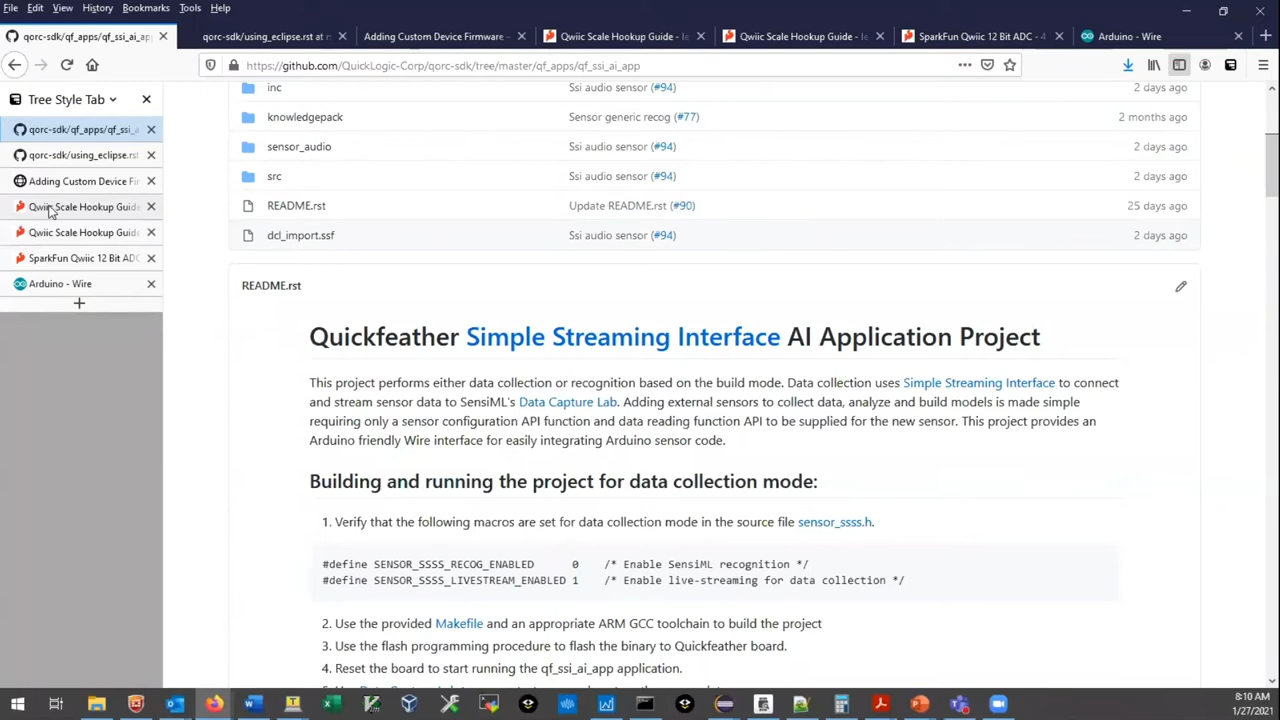 File Edit View History Bookmarks Tools Help
qorc-sdk/qf_apps/qf_ssi_ai_ap
qorc-sdk/using_eclipse.rst at m
Adding Custom Device Firmware –
Qwiic Scale Hookup Guide - le
Qwiic Scale Hookup Guide - le
SparkFun Qwiic 12 Bit ADC - 4
Arduino - Wire
https://github.com/QuickLogic-Corp/qorc-sdk/tree/master/qf_apps/qf_ssi_ai_app
Tree Style Tab
qorc-sdk/qf_apps/qf_ssi_a
qorc-sdk/using_eclipse.rst
Adding Custom Device Fir
Qwiic Scale Hookup Guide
Qwiic Scale Hookup Guide
SparkFun Qwiic 12 Bit ADC
Arduino - Wire
inc Ssi audio sensor (#94) 2 days ago
knowledgepack Sensor generic recog (#77) 2 months ago
sensor_audio Ssi audio sensor (#94) 2 days ago
src Ssi audio sensor (#94) 2 days ago
README.rst Update README.rst (#90) 25 days ago
dcl_import.ssf Ssi audio sensor (#94) 2 days ago
README.rst
Quickfeather Simple Streaming Interface AI Application Project
This project performs either data collection or recognition based on the build mode. Data collection uses Simple Streaming Interface to connect
and stream sensor data to SensiML's Data Capture Lab. Adding external sensors to collect data, analyze and build models is made simple
requiring only a sensor configuration API function and data reading function API to be supplied for the new sensor. This project provides an
Arduino friendly Wire interface for easily integrating Arduino sensor code.
Building and running the project for data collection mode:
1. Verify that the following macros are set for data collection mode in the source file sensor_ssss.h.
#define SENSOR_SSSS_RECOG_ENABLED 0 /* Enable SensiML recognition */
#define SENSOR_SSSS_LIVESTREAM_ENABLED 1 /* Enable live-streaming for data collection */
2. Use the provided Makefile and an appropriate ARM GCC toolchain to build the project
3. Use the flash programming procedure to flash the binary to Quickfeather board.
4. Reset the board to start running the qf_ssi_ai_app application.
8:10 AM
1/27/2021